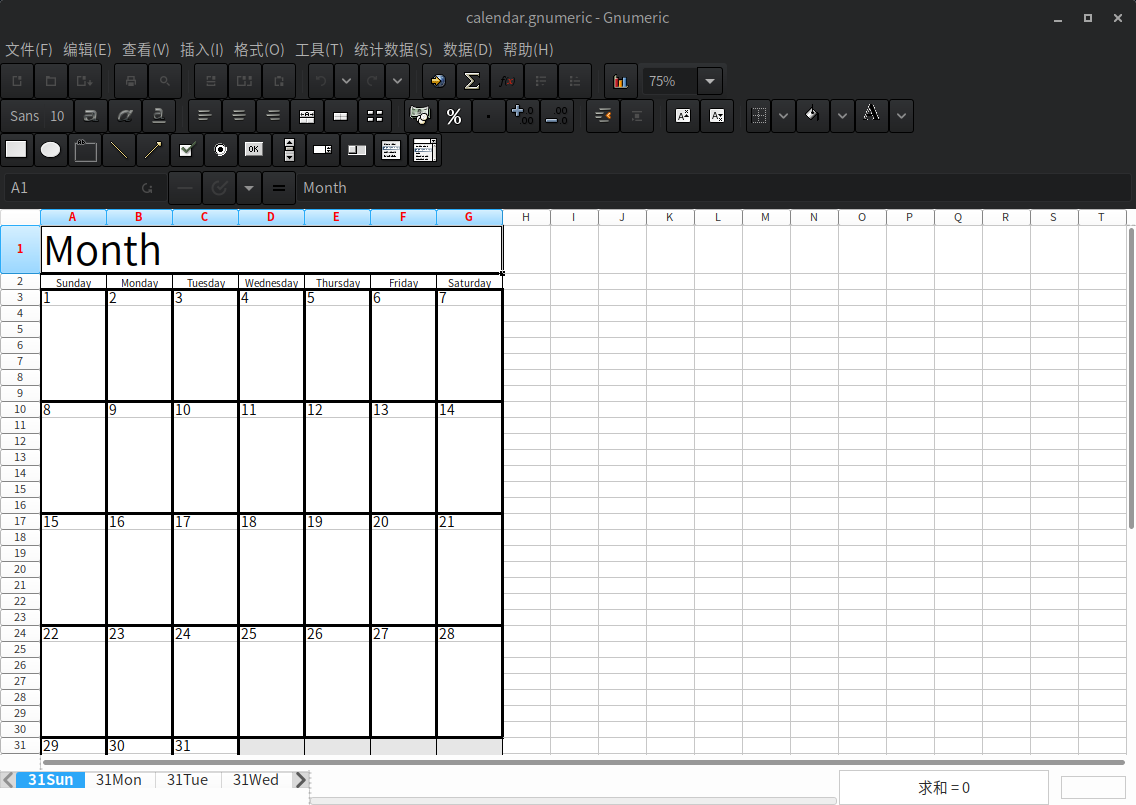 calendar.gnumeric - Gnumeric
文件(F) 编辑(E) 查看(V) 插入(I) 格式(O) 工具(T) 统计数据(S) 数据(D) 帮助(H)
75%
Sans 10
OK
A1 Month
A B C D E F G H I J K L M N O P Q R S T
1 Month
2 Sunday Monday Tuesday Wednesday Thursday Friday Saturday
3 1 2 3 4 5 6 7
4
5
6
7
8
9
10 8 9 10 11 12 13 14
11
12
13
14
15
16
17 15 16 17 18 19 20 21
18
19
20
21
22
23
24 22 23 24 25 26 27 28
25
26
27
28
29
30
31 29 30 31
31Sun 31Mon 31Tue 31Wed
求和 = 0